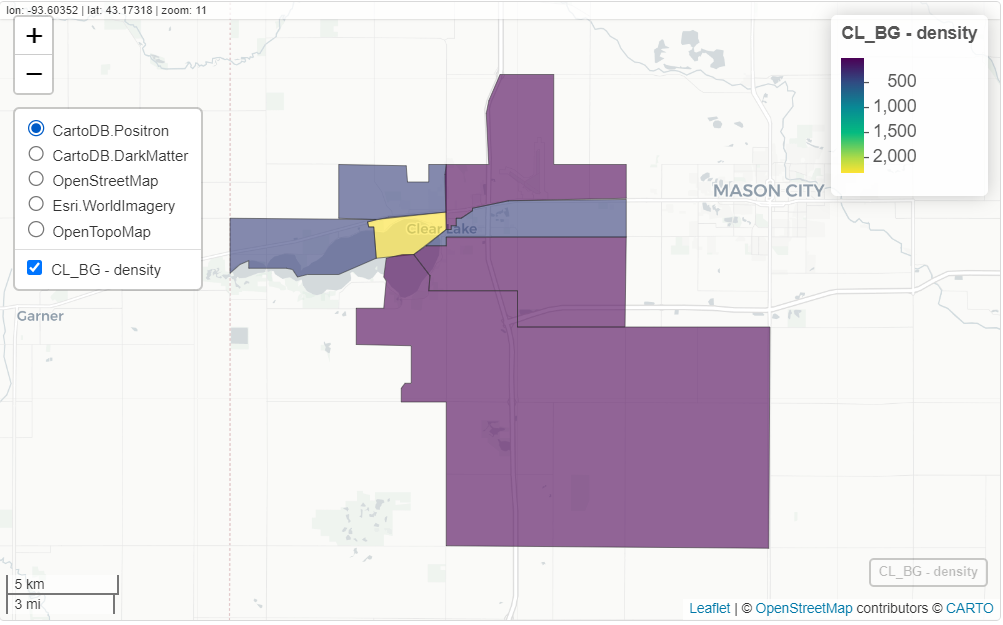 lon: -93.60352 | lat: 43.17318 | zoom: 11
+
−
CartoDB.Positron
CartoDB.DarkMatter
OpenStreetMap
Esri.WorldImagery
OpenTopoMap
CL_BG - density
CL_BG - density
500
1,000
1,500
2,000
MASON CITY
Clear Lake
Garner
5 km
3 mi
CL_BG - density
Leaflet | © OpenStreetMap contributors © CARTO